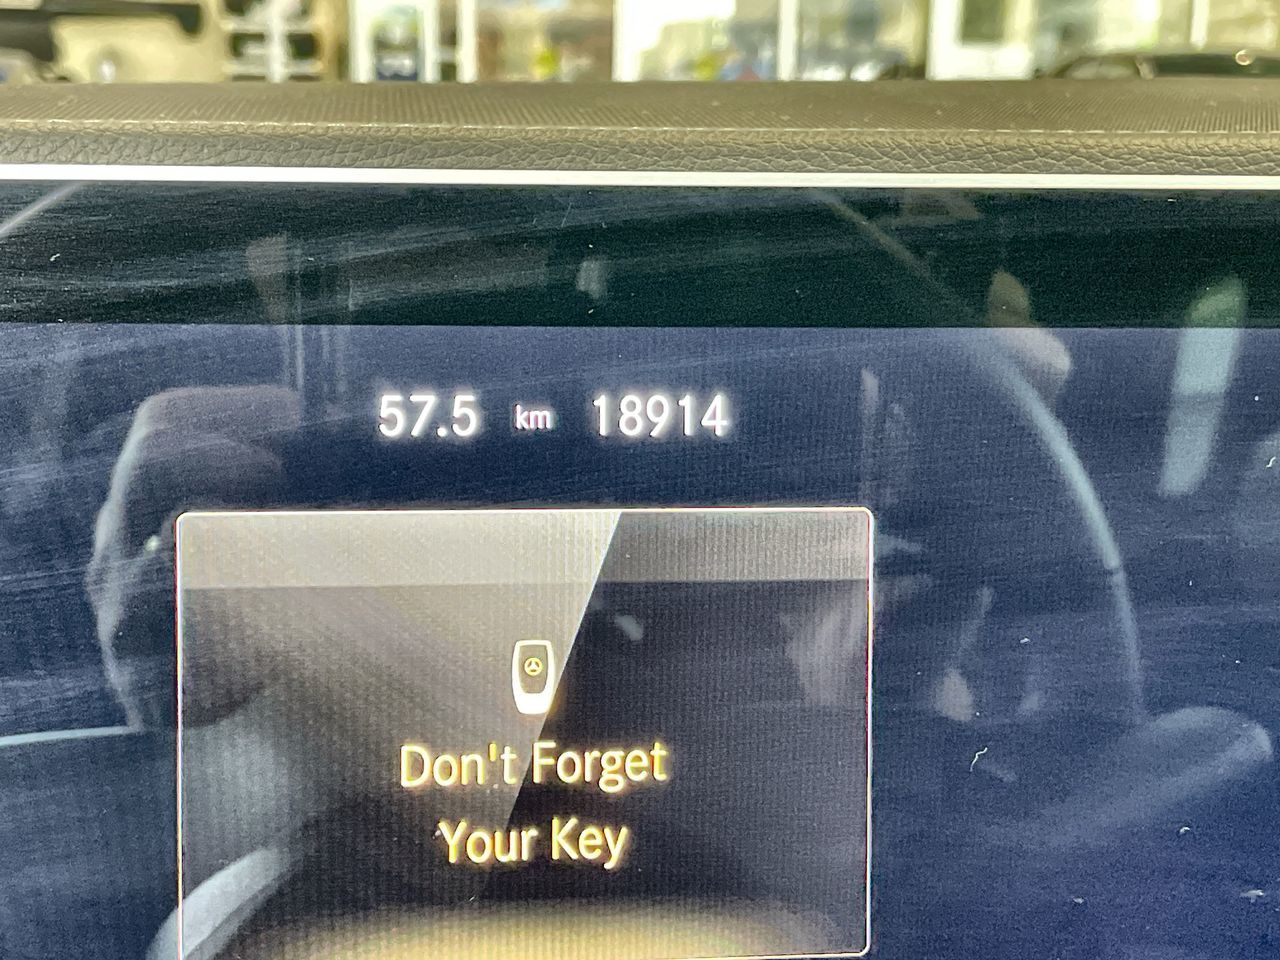 57.5 km 18914
Don't Forget
Your Key